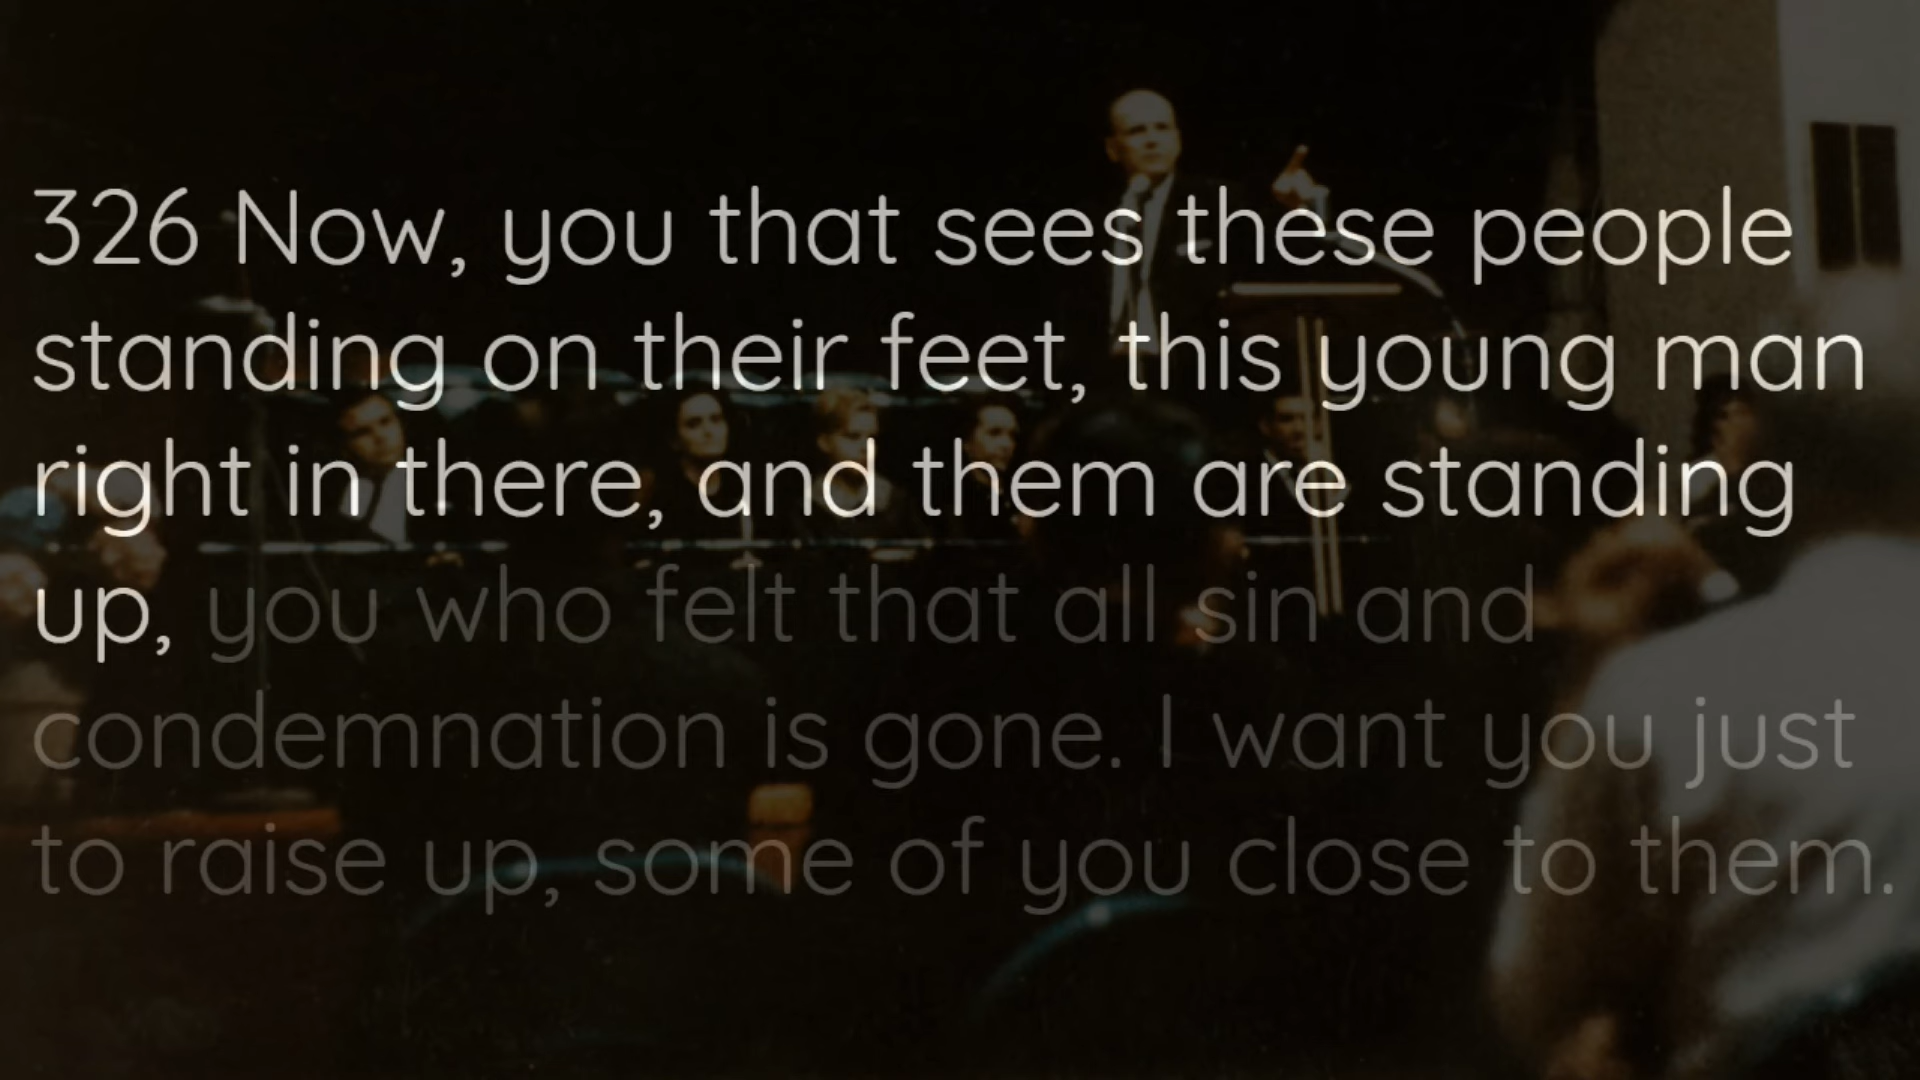 326 Now, you that sees these people
standing on their feet, this young man
right in there, and them are standing
up, you who felt that all sin and
condemnation is gone. I want you just
to raise up, some of you close to them.